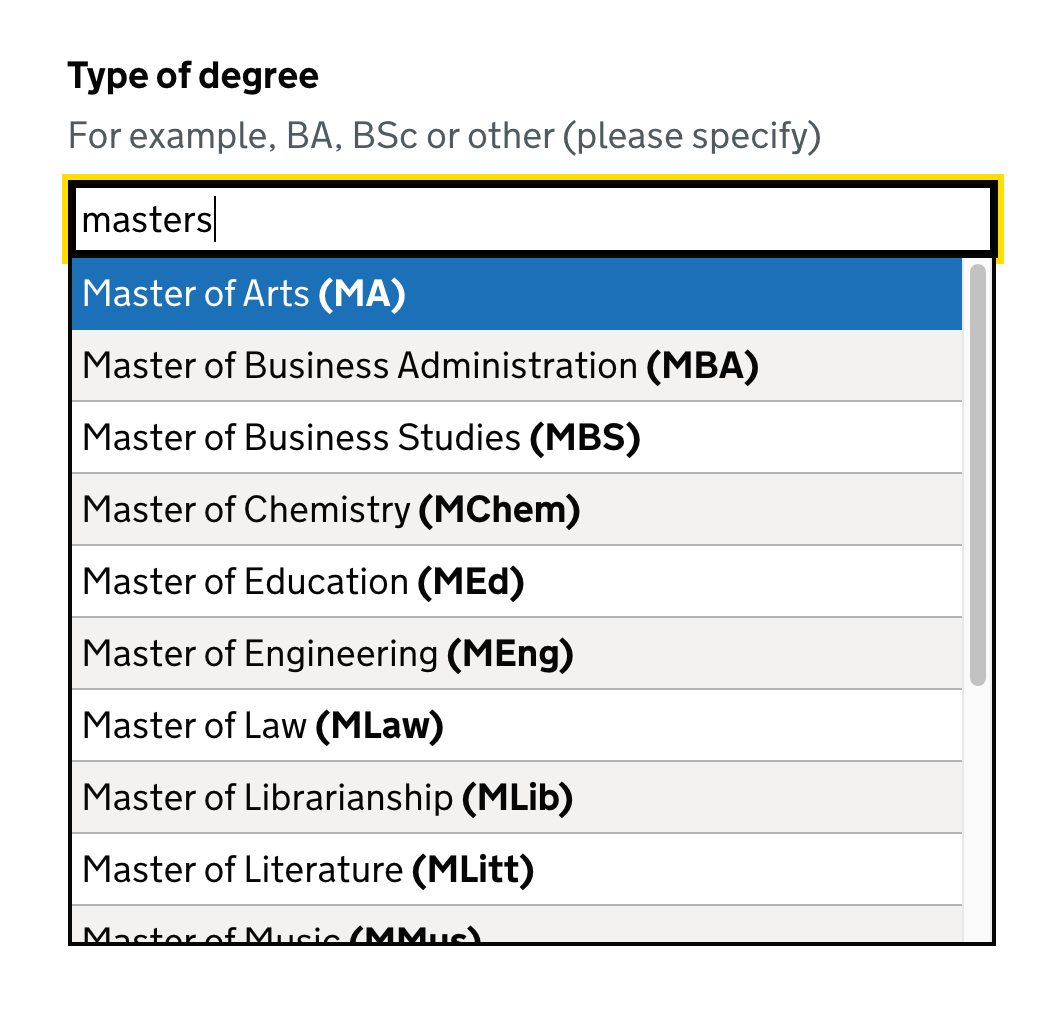 Type of degree
For example, BA, BSc or other (please specify)
masters
Master of Arts (MA)
Master of Business Administration (MBA)
Master of Business Studies (MBS)
Master of Chemistry (MChem)
Master of Education (MEd)
Master of Engineering (MEng)
Master of Law (MLaw)
Master of Librarianship (MLib)
Master of Literature (MLitt)
Master of Music (MMus)